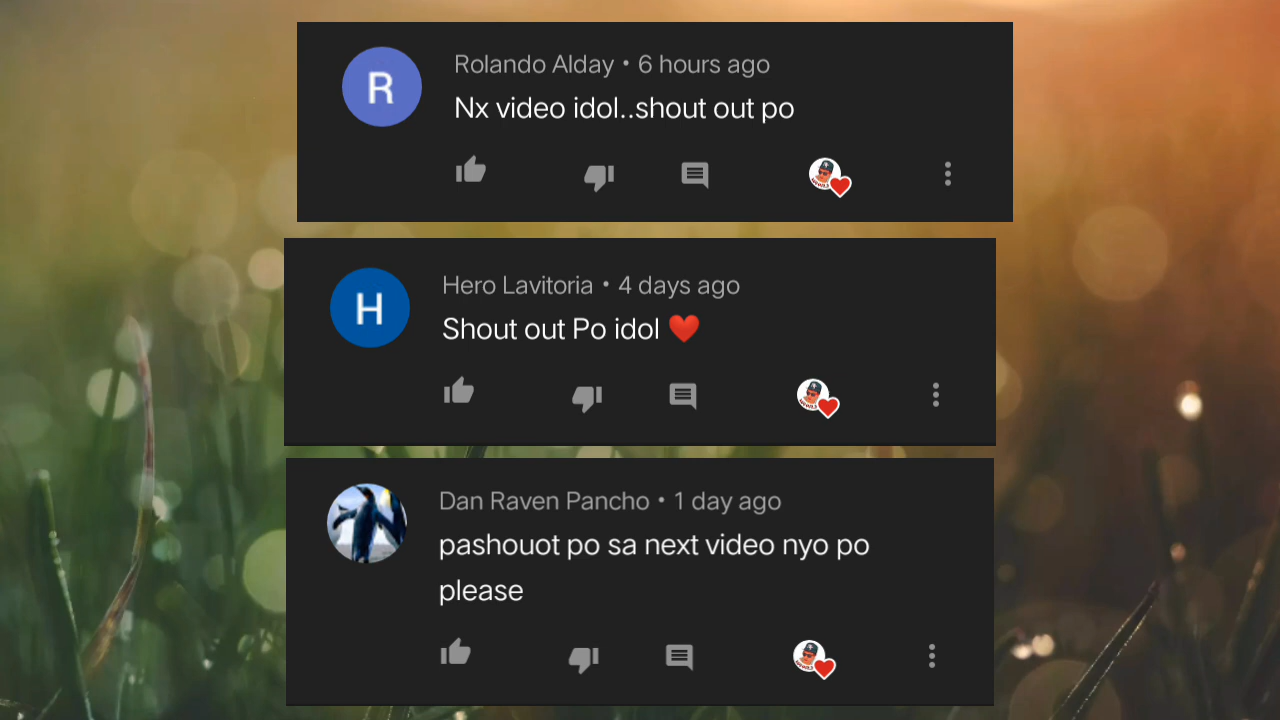 R
Rolando Alday • 6 hours ago
Nx video idol..shout out po
H
Hero Lavitoria • 4 days ago
Shout out Po idol ❤️
Dan Raven Pancho • 1 day ago
pashouot po sa next video nyo po
please